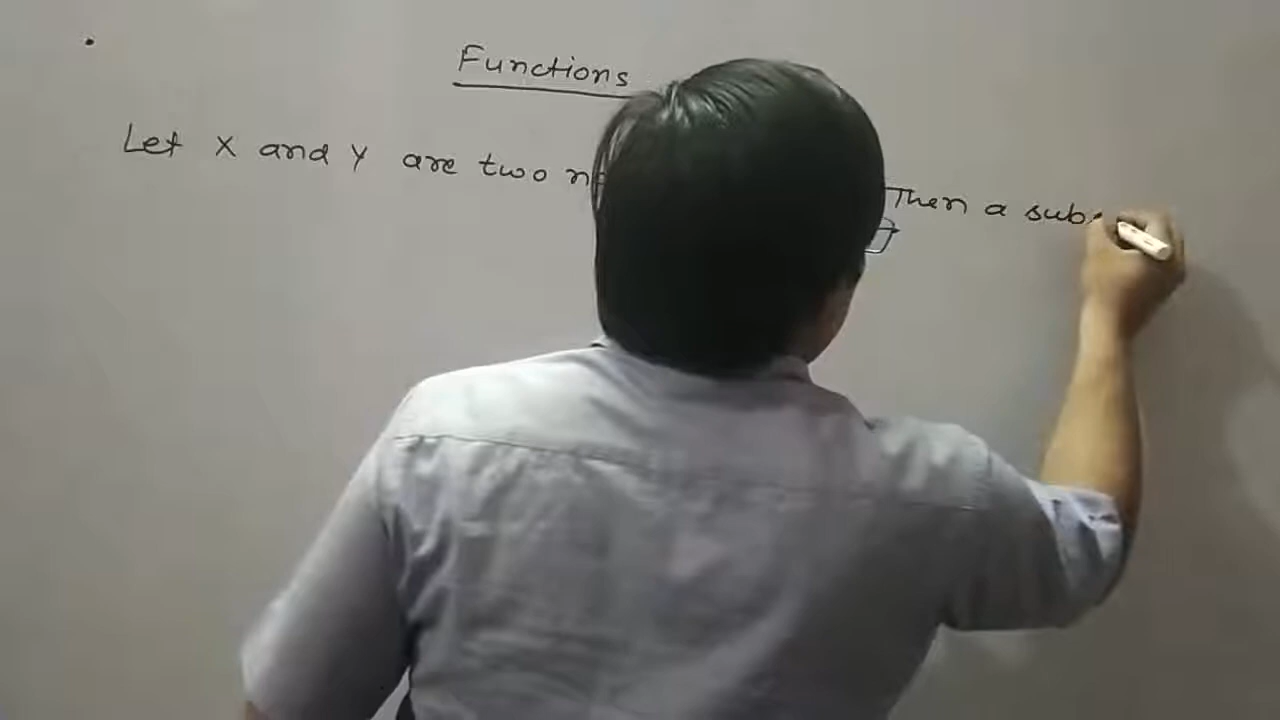 Functions
Let X and Y are two Then a sub